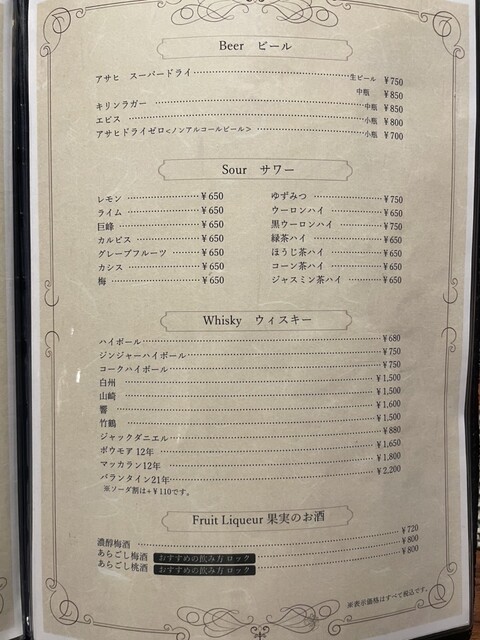 Beer ビール
アサヒ スーパードライ 生ビール ¥750
中瓶 ¥850
キリンラガー 中瓶 ¥850
エビス 小瓶 ¥800
アサヒドライゼロ<ノンアルコールビール> 小瓶 ¥700
Sour サワー
レモン ¥650
ライム ¥650
巨峰 ¥650
カルピス ¥650
グレープフルーツ ¥650
カシス ¥650
梅 ¥650
ゆずみつ ¥750
ウーロンハイ ¥650
黒ウーロンハイ ¥750
緑茶ハイ ¥650
ほうじ茶ハイ ¥650
コーン茶ハイ ¥650
ジャスミン茶ハイ ¥650
Whisky ウィスキー
ハイボール ¥680
ジンジャーハイボール ¥750
コークハイボール ¥750
白州 ¥1,500
山崎 ¥1,500
響 ¥1,600
竹鶴 ¥1,500
ジャックダニエル ¥880
ボウモア 12年 ¥1,650
マッカラン12年 ¥1,800
バランタイン21年 ¥2,200
※ソーダ割は+¥110です。
Fruit Liqueur 果実のお酒
濃醇梅酒 ¥720
あらごし梅酒 おすすめの飲み方 ロック ¥800
あらごし桃酒 おすすめの飲み方 ロック ¥800
※表示価格はすべて税込です。